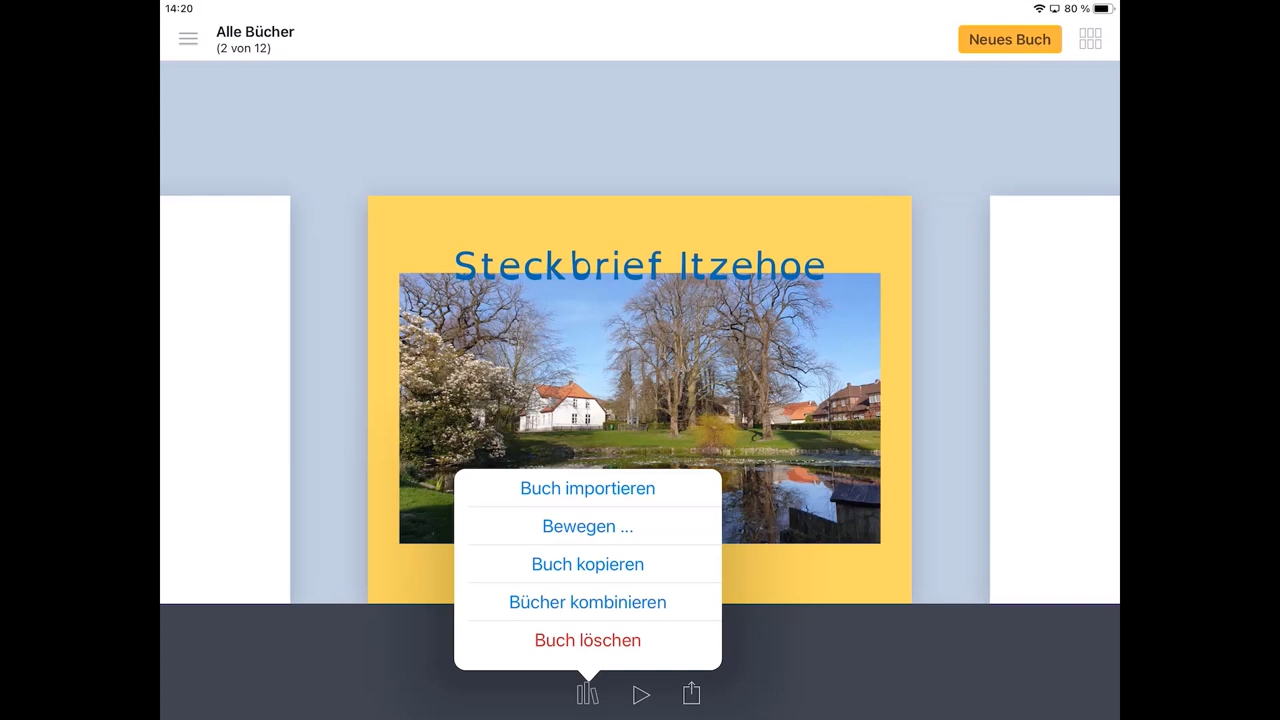 14:20
80 %
Alle Bücher
(2 von 12)
Neues Buch
Steckbrief Itzehoe
Buch importieren
Bewegen ...
Buch kopieren
Bücher kombinieren
Buch löschen